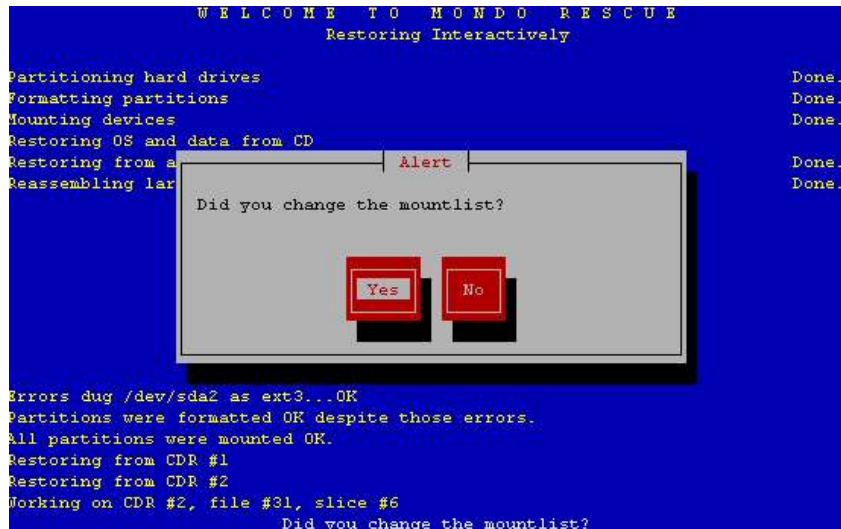 W E L C O M E   T O   M O N D O   R E S C U E
Restoring Interactively
Partitioning hard drives Done.
Formatting partitions Done.
Mounting devices Done.
Restoring OS and data from CD
Restoring from a Done.
Reassembling lar Done.
Alert
Did you change the mountlist?
Yes No
Errors dug /dev/sda2 as ext3...OK
Partitions were formatted OK despite those errors.
All partitions were mounted OK.
Restoring from CDR #1
Restoring from CDR #2
Working on CDR #2, file #31, slice #6
Did you change the mountlist?